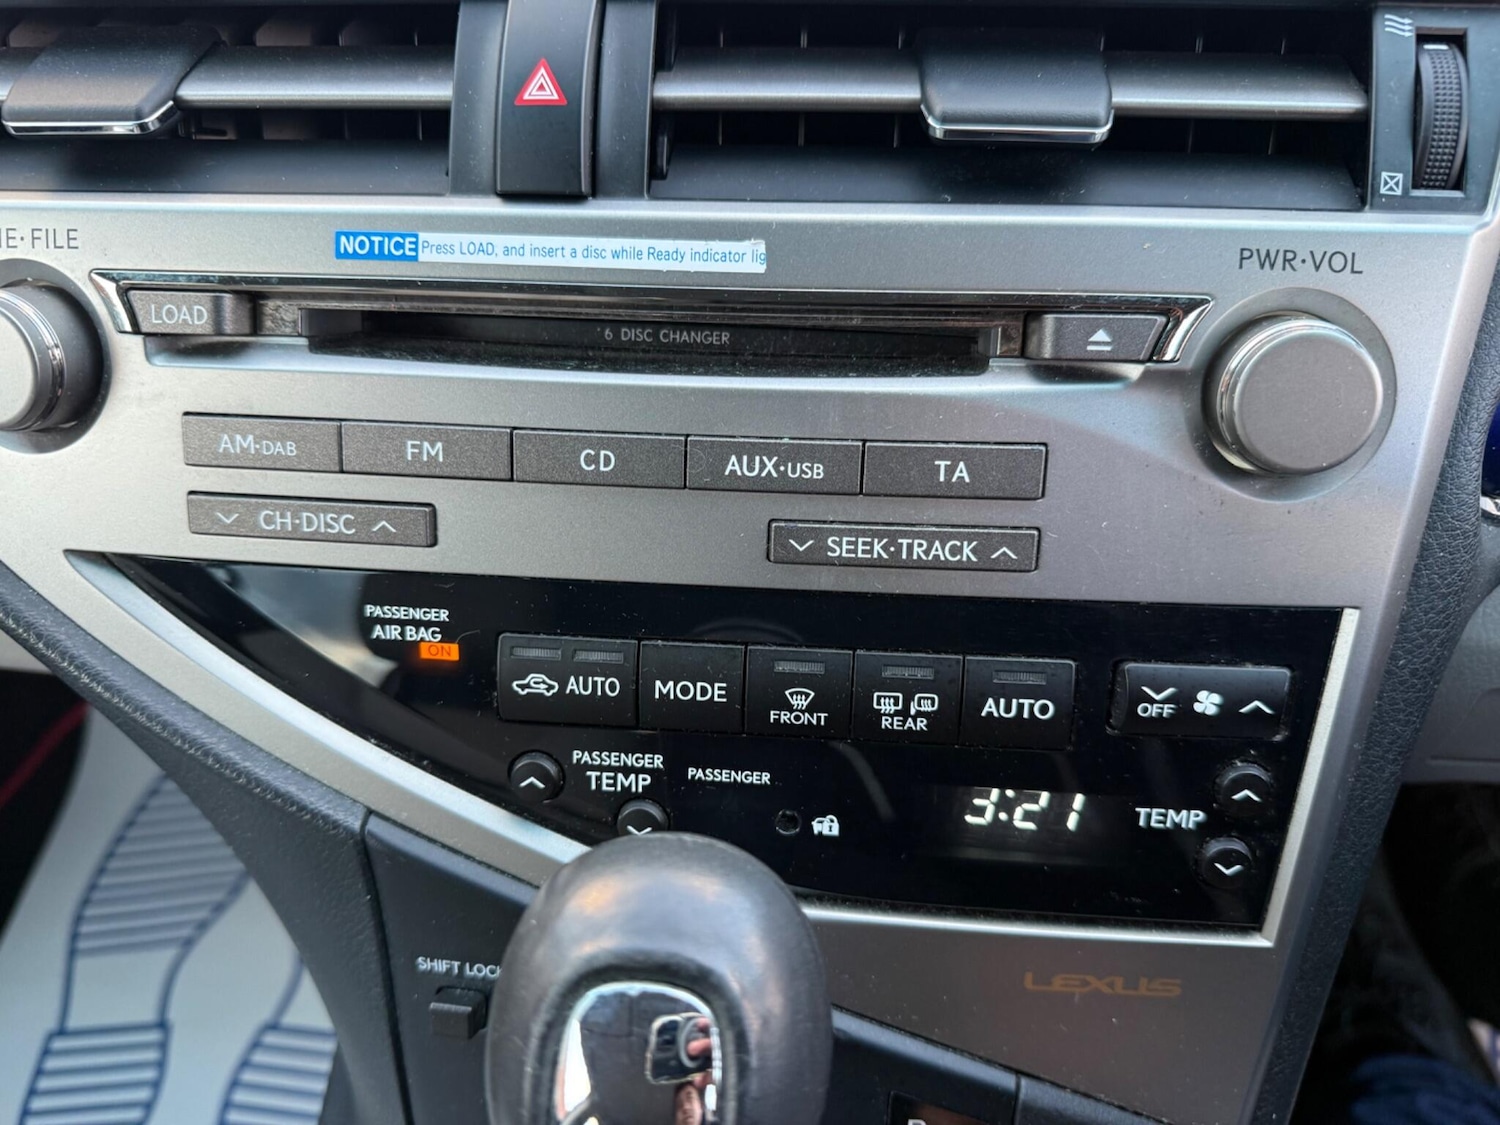 E·FILE
NOTICE Press LOAD, and insert a disc while Ready indicator lig
PWR·VOL
LOAD
6 DISC CHANGER
AM·DAB FM CD AUX·USB TA
CH·DISC
SEEK·TRACK
PASSENGER
AIR BAG
ON
AUTO MODE FRONT REAR AUTO OFF
PASSENGER
TEMP
PASSENGER
3:21
TEMP
SHIFT LOCK
LEXUS